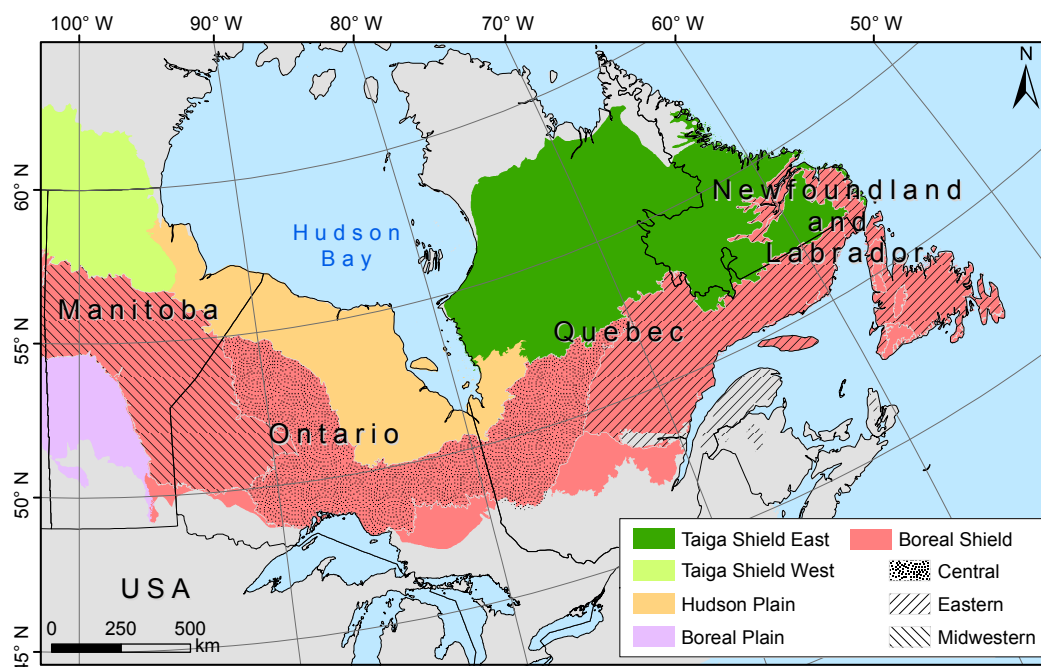 100° W
90° W
80° W
70° W
60° W
50° W
N
60° N
55° N
50° N
45° N
Hudson
Bay
Newfoundland
and
Labrador
Manitoba
Quebec
Ontario
USA
0 250 500
km
Taiga Shield East
Taiga Shield West
Hudson Plain
Boreal Plain
Boreal Shield
Central
Eastern
Midwestern